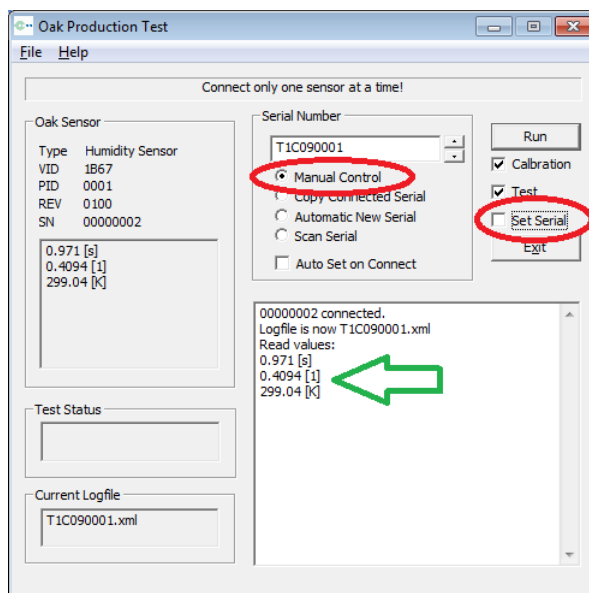 Oak Production Test
File Help
Connect only one sensor at a time!
Oak Sensor
Type Humidity Sensor
VID 1B67
PID 0001
REV 0100
SN 00000002
0.971 [s]
0.4094 [1]
299.04 [K]
Test Status
Current Logfile
T1C090001.xml
Serial Number
T1C090001
Manual Control
Copy Connected Serial
Automatic New Serial
Scan Serial
Auto Set on Connect
Run
Calbration
Test
Set Serial
Exit
00000002 connected.
Logfile is now T1C090001.xml
Read values:
0.971 [s]
0.4094 [1]
299.04 [K]